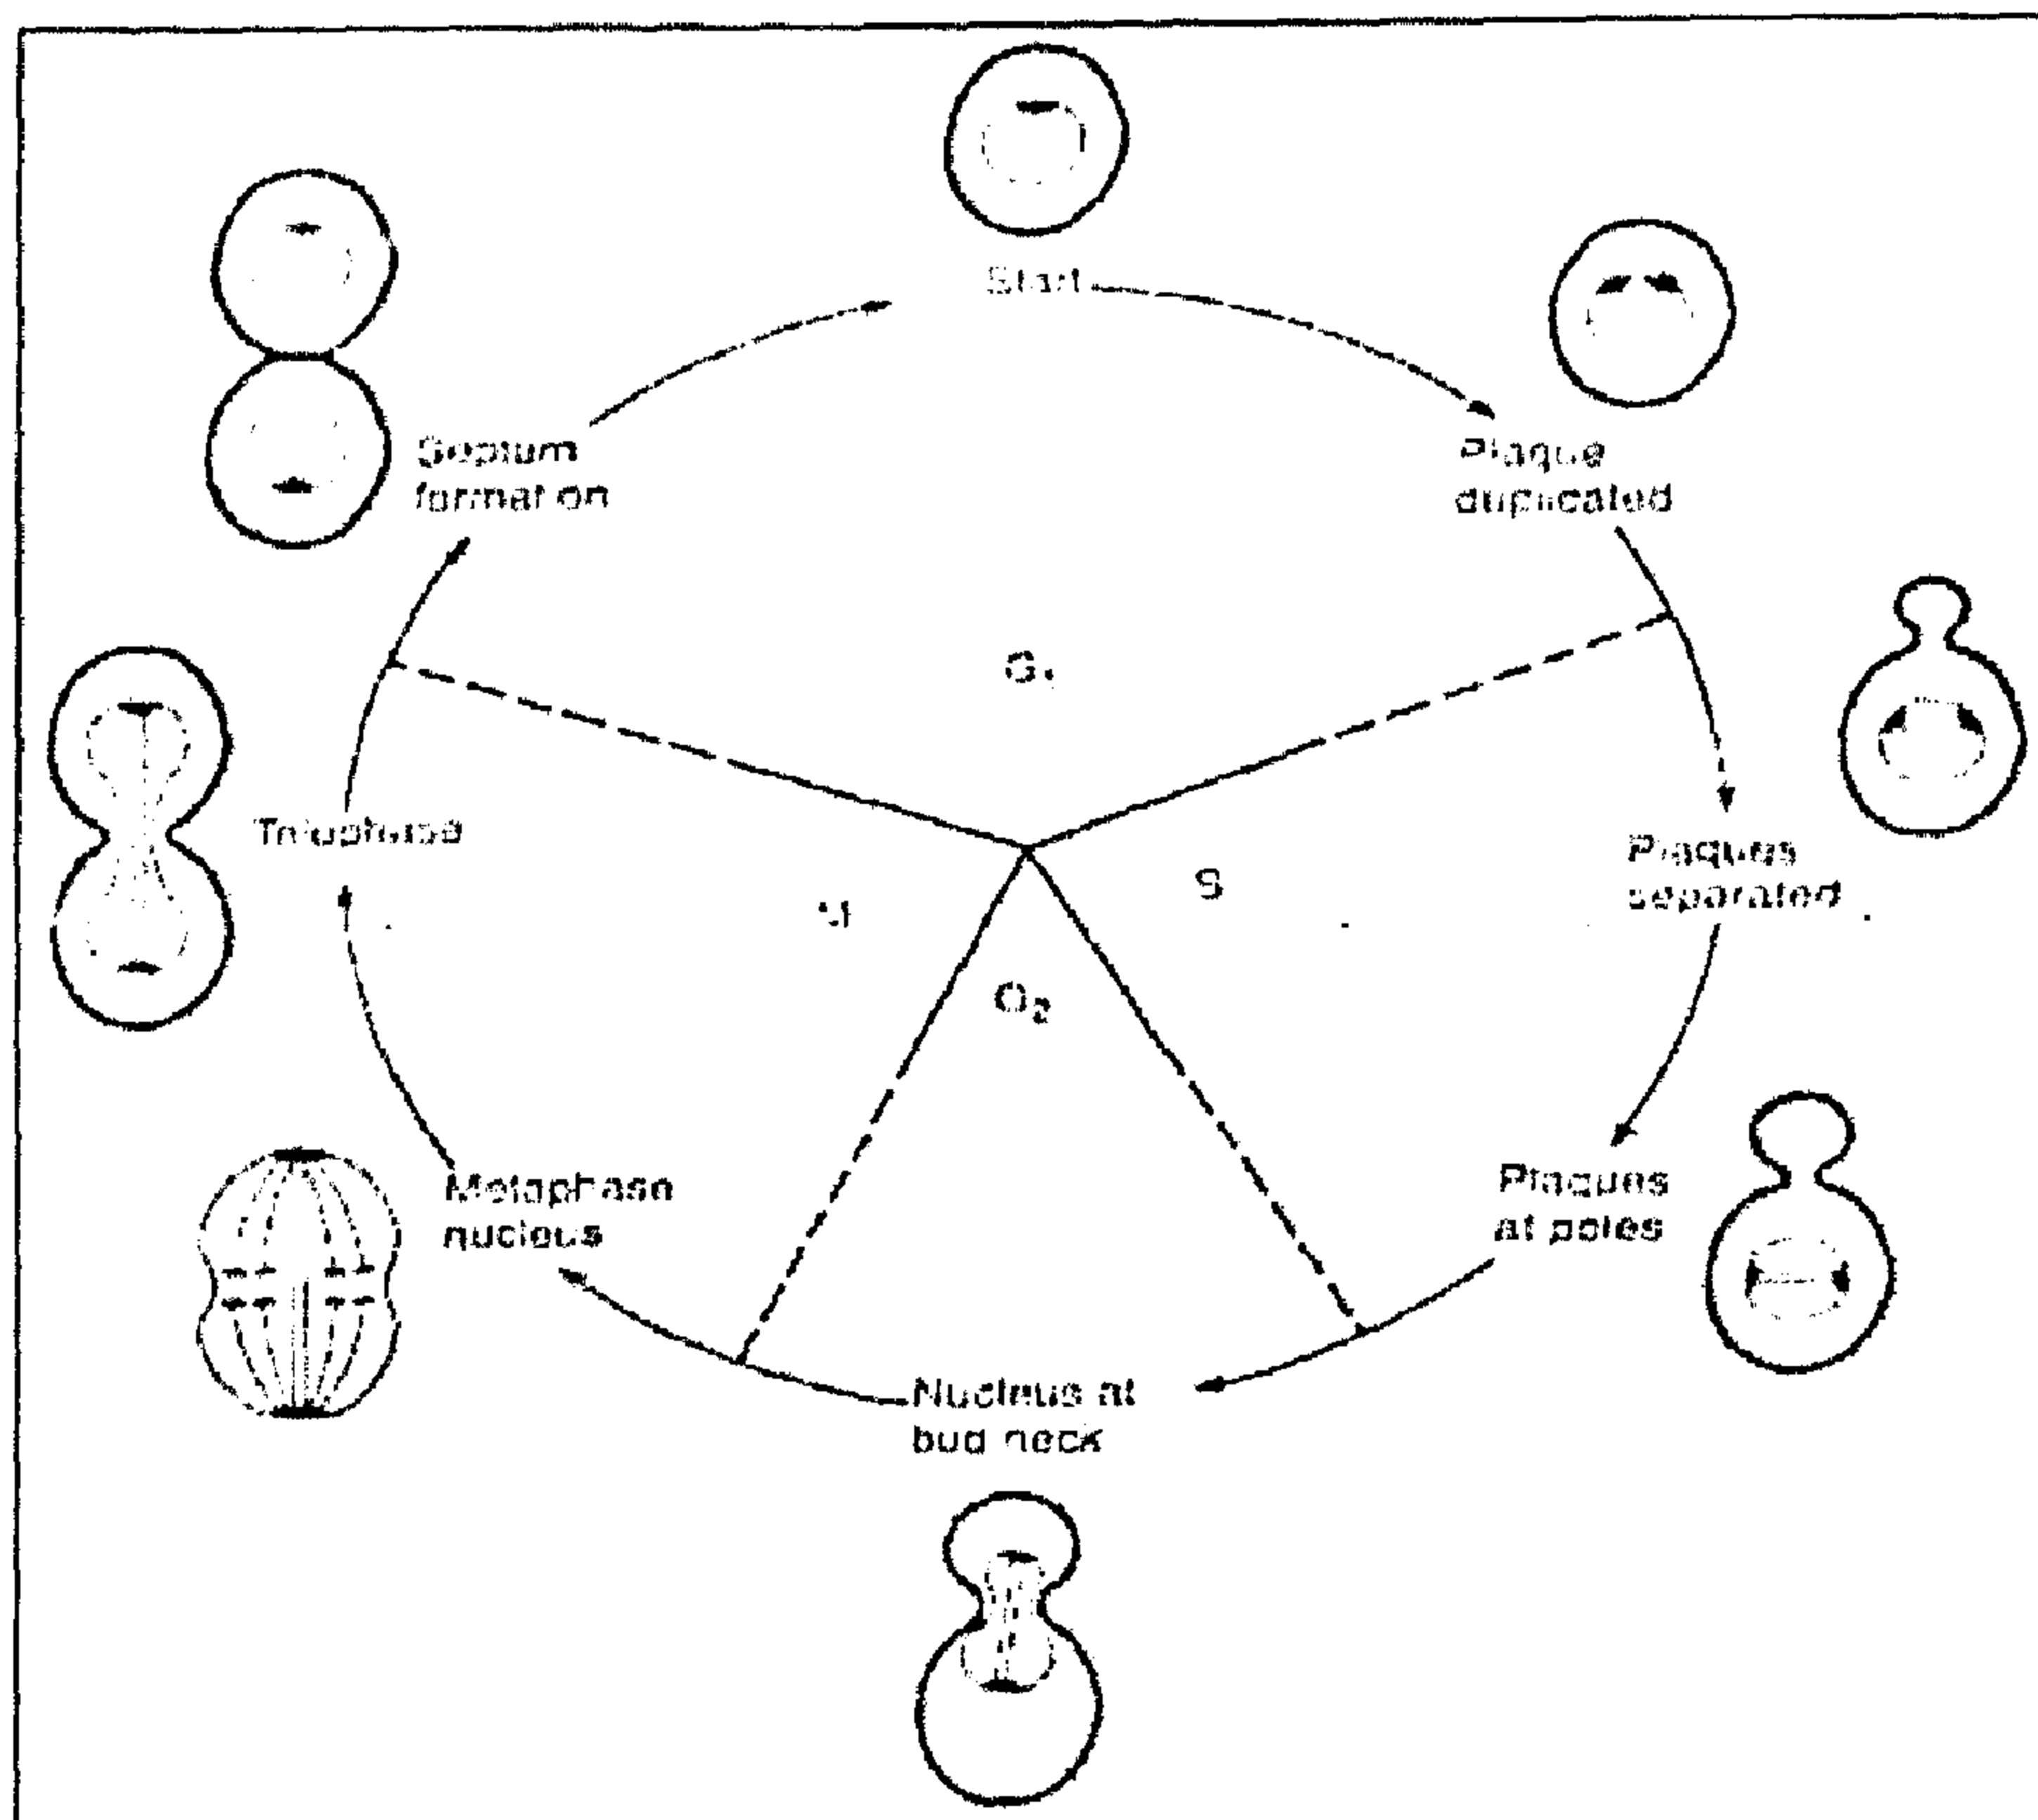 Start
Septum
formation
Plaque
duplicated
G1
Telophase
Plaques
separated
S
M
G2
Metaphase
nucleus
Plaques
at poles
Nucleus at
bud neck